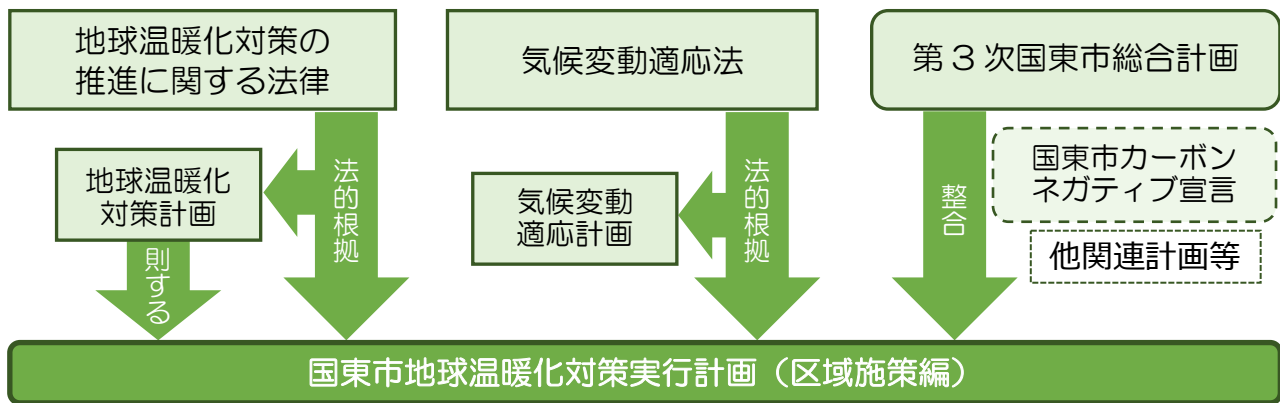 地球温暖化対策の
推進に関する法律
気候変動適応法
第3次国東市総合計画
地球温暖化
対策計画
法的根拠
気候変動
適応計画
法的根拠
整合
国東市カーボン
ネガティブ宣言
他関連計画等
則する
国東市地球温暖化対策実行計画（区域施策編）